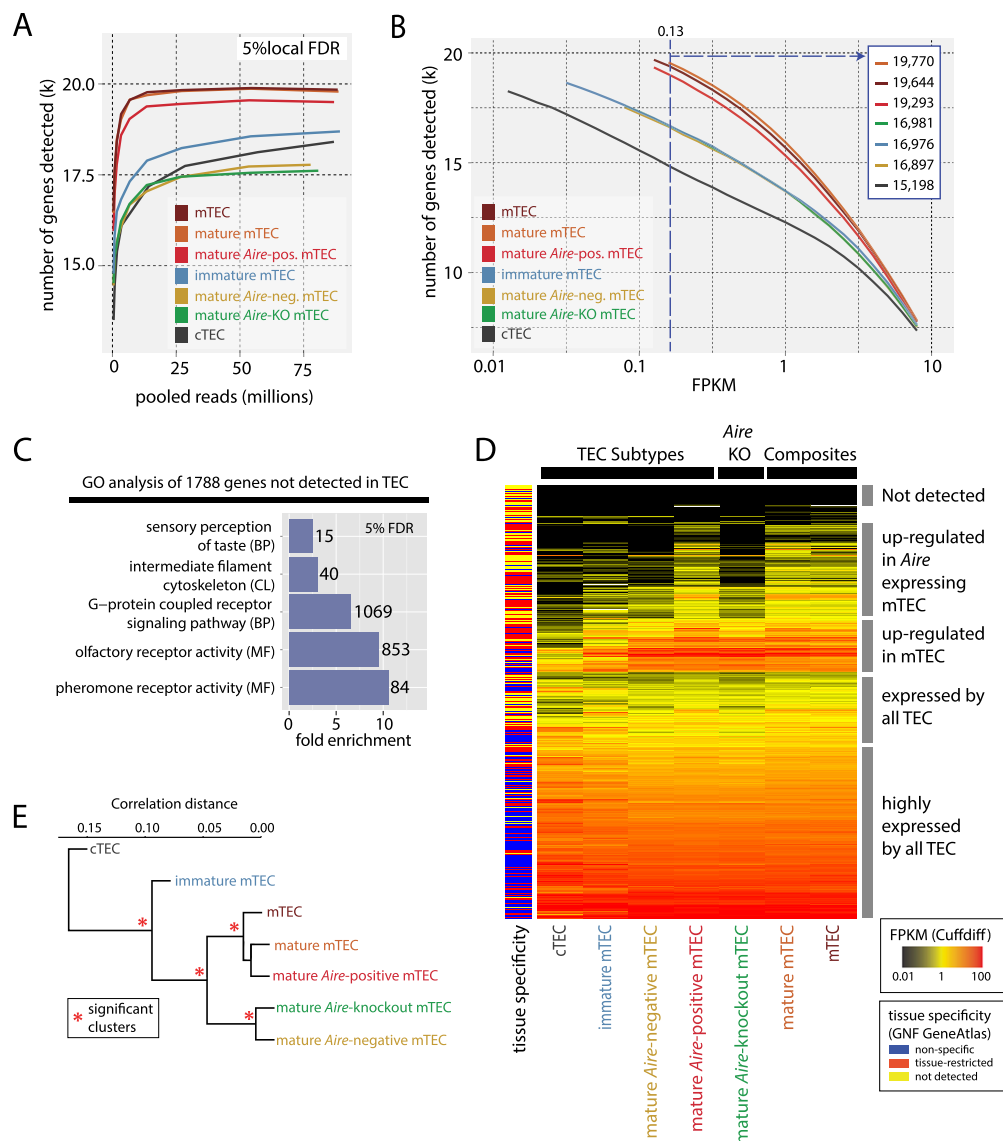 A
5%local FDR
number of genes detected (k)
20.0
17.5
15.0
mTEC
mature mTEC
mature Aire-pos. mTEC
immature mTEC
mature Aire-neg. mTEC
mature Aire-KO mTEC
cTEC
0 25 50 75
pooled reads (millions)
B
0.13
number of genes detected (k)
20
15
10
19,770
19,644
19,293
16,981
16,976
16,897
15,198
mTEC
mature mTEC
mature Aire-pos. mTEC
immature mTEC
mature Aire-neg. mTEC
mature Aire-KO mTEC
cTEC
0.01 0.1 1 10
FPKM
C
GO analysis of 1788 genes not detected in TEC
5% FDR
sensory perception
of taste (BP)
15
intermediate filament
cytoskeleton (CL)
40
G−protein coupled receptor
signaling pathway (BP)
1069
olfactory receptor activity (MF)
853
pheromone receptor activity (MF)
84
0 5 10
fold enrichment
D
TEC Subtypes
Aire
KO
Composites
Not detected
up-regulated
in Aire
expressing
mTEC
up-regulated
in mTEC
expressed by
all TEC
highly
expressed
by all TEC
tissue specificity
cTEC
immature mTEC
mature Aire-negative mTEC
mature Aire-positive mTEC
mature Aire-knockout mTEC
mature mTEC
mTEC
FPKM (Cuffdiff)
0.01 1 100
tissue specificity
(GNF GeneAtlas)
non-specific
tissue-restricted
not detected
E
Correlation distance
0.15 0.10 0.05 0.00
cTEC
immature mTEC
mTEC
mature mTEC
mature Aire-positive mTEC
mature Aire-knockout mTEC
mature Aire-negative mTEC
* significant
clusters